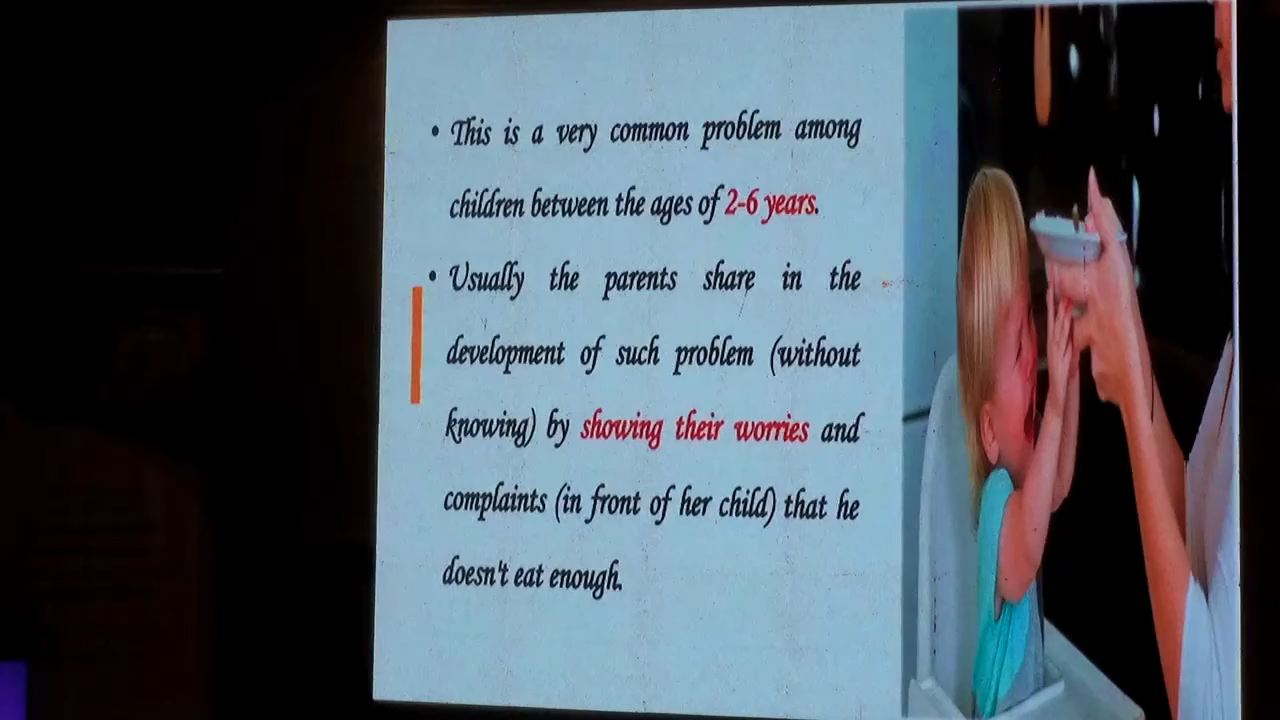 • This is a very common problem among
children between the ages of 2-6 years.
• Usually the parents share in the
development of such problem (without
knowing) by showing their worries and
complaints (in front of her child) that he
doesn't eat enough.